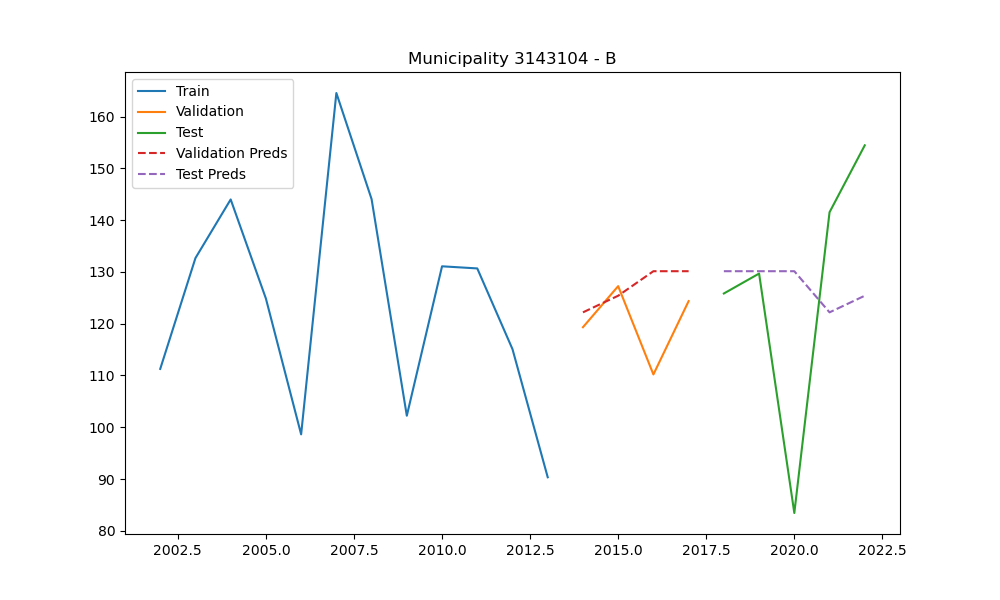 Municipality 3143104 - B
Train
Validation
Test
Validation Preds
Test Preds
160
150
140
130
120
110
100
90
80
2002.5 2005.0 2007.5 2010.0 2012.5 2015.0 2017.5 2020.0 2022.5